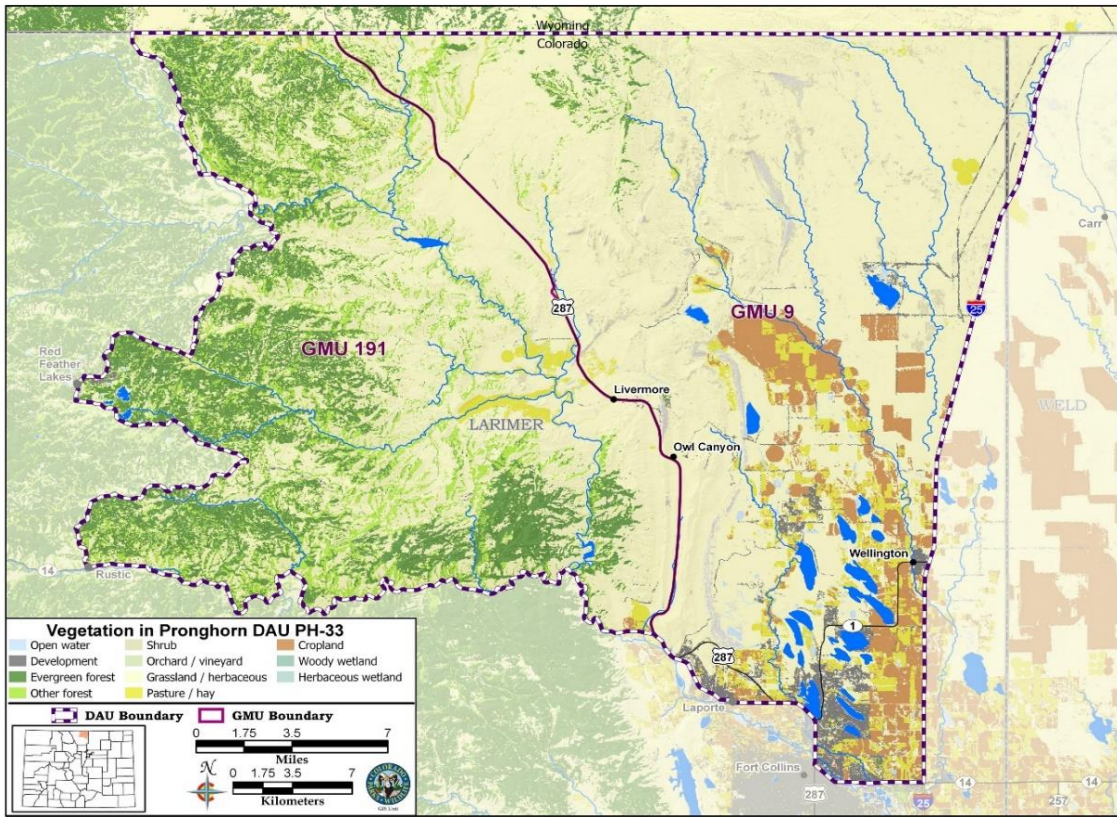 Wyoming
Colorado
Carr
287
GMU 9
25
GMU 191
Red
Feather
Lakes
Livermore
WELD
LARIMER
Owl Canyon
Wellington
14
Rustic
1
287
Laporte
Fort Collins
14
14
287
25
257
Vegetation in Pronghorn DAU PH-33
Open water
Development
Evergreen forest
Other forest
Shrub
Orchard / vineyard
Grassland / herbaceous
Pasture / hay
Cropland
Woody wetland
Herbaceous wetland
DAU Boundary
GMU Boundary
0 1.75 3.5 7
Miles
N
0 1.75 3.5 7
Kilometers
COLORADO